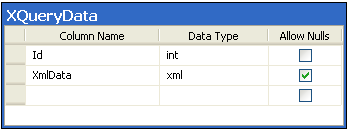 XQueryData
Column Name Data Type Allow Nulls
Id int
XmlData xml